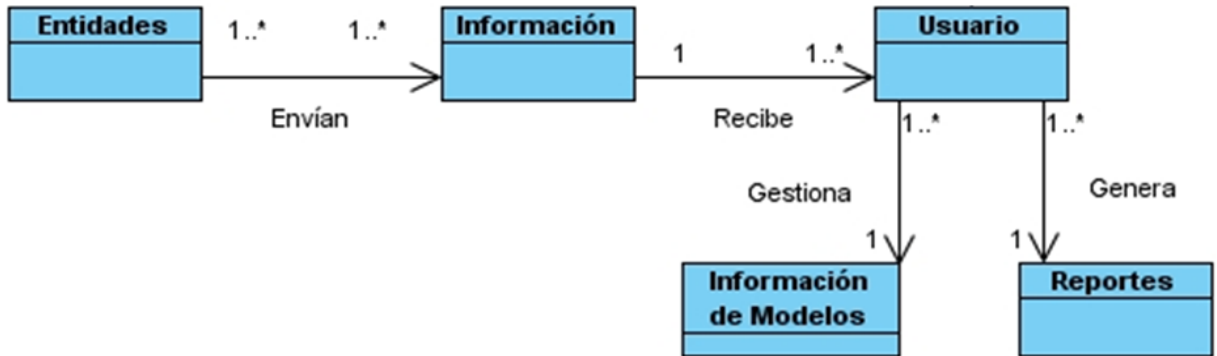 Entidades
1..*
1..*
Información
1
1..*
Usuario
Envían
Recibe
1..*
1..*
Gestiona
Genera
1
1
Información
de Modelos
Reportes